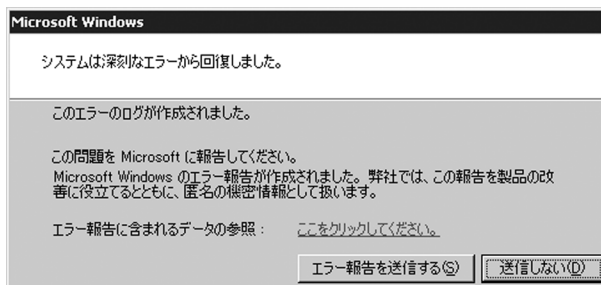 Microsoft Windows
システムは深刻なエラーから回復しました。
このエラーのログが作成されました。
この問題を Microsoft に報告してください。
Microsoft Windows のエラー報告が作成されました。弊社では、この報告を製品の改
善に役立てるとともに、匿名の機密情報として扱います。
エラー報告に含まれるデータの参照： ここをクリックしてください。
エラー報告を送信する(S) 送信しない(D)